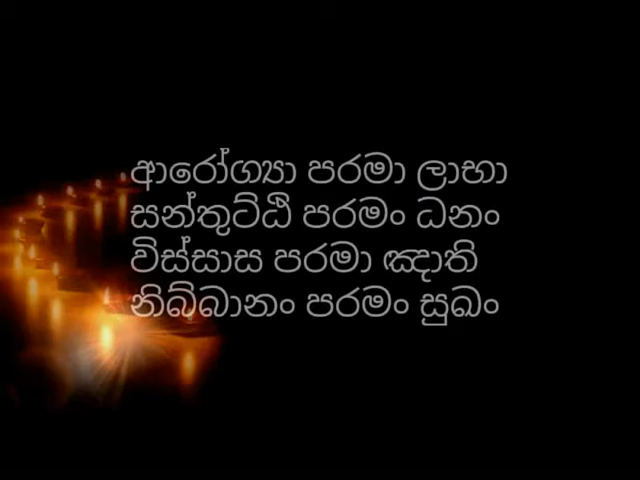 ආරෝග්‍යා පරමා ලාභා
සන්තුට්ඨි පරමං ධනං
විස්සාස පරමා ඤාති
නිබ්බානං පරමං සුඛං